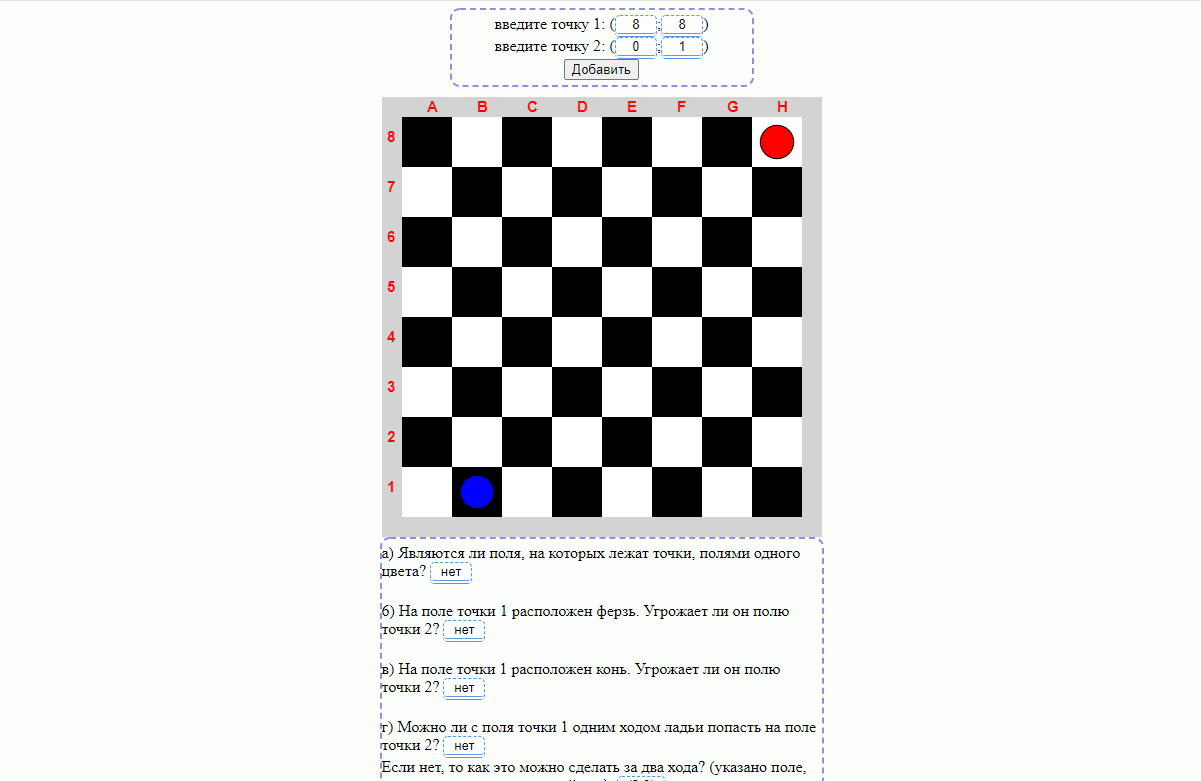 введите точку 1: ( 8 ; 8 )
введите точку 2: ( 0 ; 1 )
Добавить
A B C D E F G H
8
7
6
5
4
3
2
1
а) Являются ли поля, на которых лежат точки, полями одного
цвета? нет
б) На поле точки 1 расположен ферзь. Угрожает ли он полю
точки 2? нет
в) На поле точки 1 расположен конь. Угрожает ли он полю
точки 2? нет
г) Можно ли с поля точки 1 одним ходом ладьи попасть на поле
точки 2? нет
Если нет, то как это можно сделать за два хода? (указано поле,